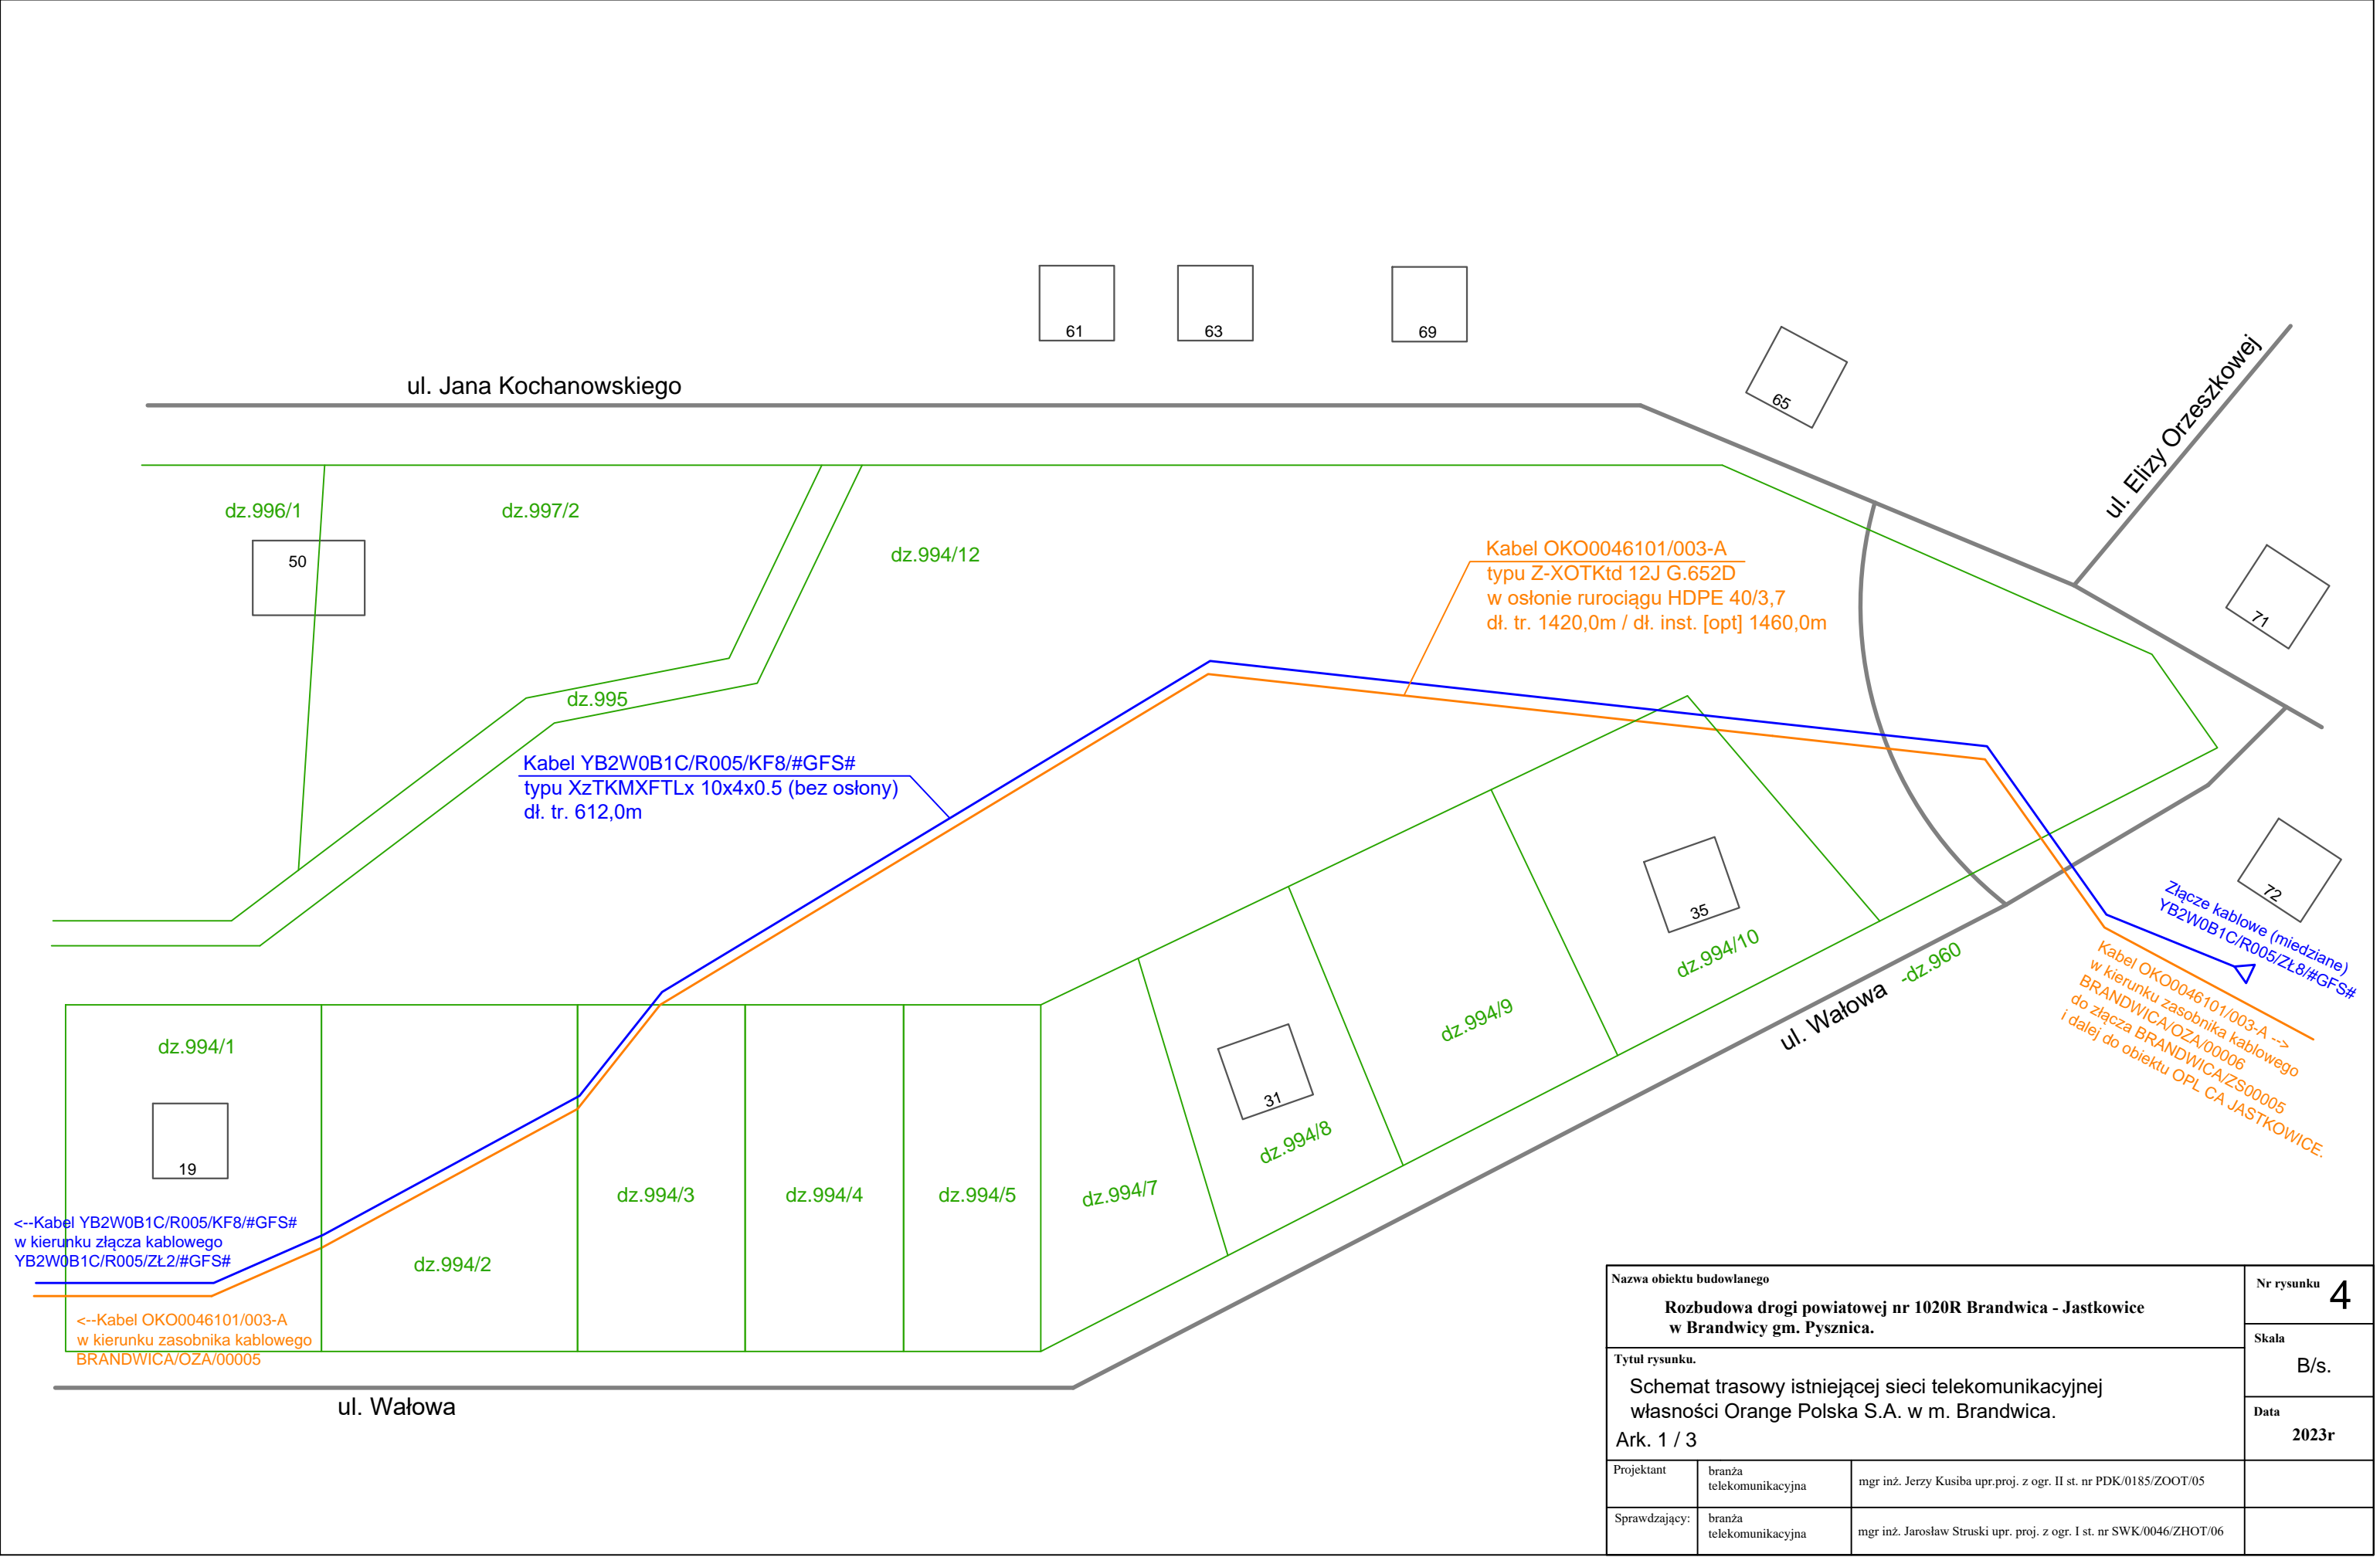 61
63
69
65
ul. Jana Kochanowskiego
ul. Elizy Orzeszkowej
dz.996/1
dz.997/2
50
dz.994/12
Kabel OKO0046101/003-A
typu Z-XOTKtd 12J G.652D
w osłonie rurociągu HDPE 40/3,7
dł. tr. 1420,0m / dł. inst. [opt] 1460,0m
71
dz.995
Kabel YB2W0B1C/R005/KF8/#GFS#
typu XzTKMXFTLx 10x4x0.5 (bez osłony)
dł. tr. 612,0m
72
Złącze kablowe (miedziane)
YB2W0B1C/R005/ZŁ8/#GFS#
35
dz.994/10
-dz.960
ul. Wałowa
Kabel OKO0046101/003-A -->
w kierunku zasobnika kablowego
BRANDWICA/OZA/00006
do złącza BRANDWICA/ZS00005
i dalej do obiektu OPL CA JASTKOWICE.
dz.994/9
dz.994/1
19
31
dz.994/8
dz.994/3
dz.994/4
dz.994/5
dz.994/7
<--Kabel YB2W0B1C/R005/KF8/#GFS#
w kierunku złącza kablowego
YB2W0B1C/R005/ZŁ2/#GFS#
dz.994/2
<--Kabel OKO0046101/003-A
w kierunku zasobnika kablowego
BRANDWICA/OZA/00005
ul. Wałowa
Nazwa obiektu budowlanego
Rozbudowa drogi powiatowej nr 1020R Brandwica - Jastkowice
w Brandwicy gm. Pysznica.
Nr rysunku 4
Skala
B/s.
Tytuł rysunku.
Schemat trasowy istniejącej sieci telekomunikacyjnej
własności Orange Polska S.A. w m. Brandwica.
Ark. 1 / 3
Data
2023r
Projektant
branża
telekomunikacyjna
mgr inż. Jerzy Kusiba upr.proj. z ogr. II st. nr PDK/0185/ZOOT/05
Sprawdzający:
branża
telekomunikacyjna
mgr inż. Jarosław Struski upr. proj. z ogr. I st. nr SWK/0046/ZHOT/06